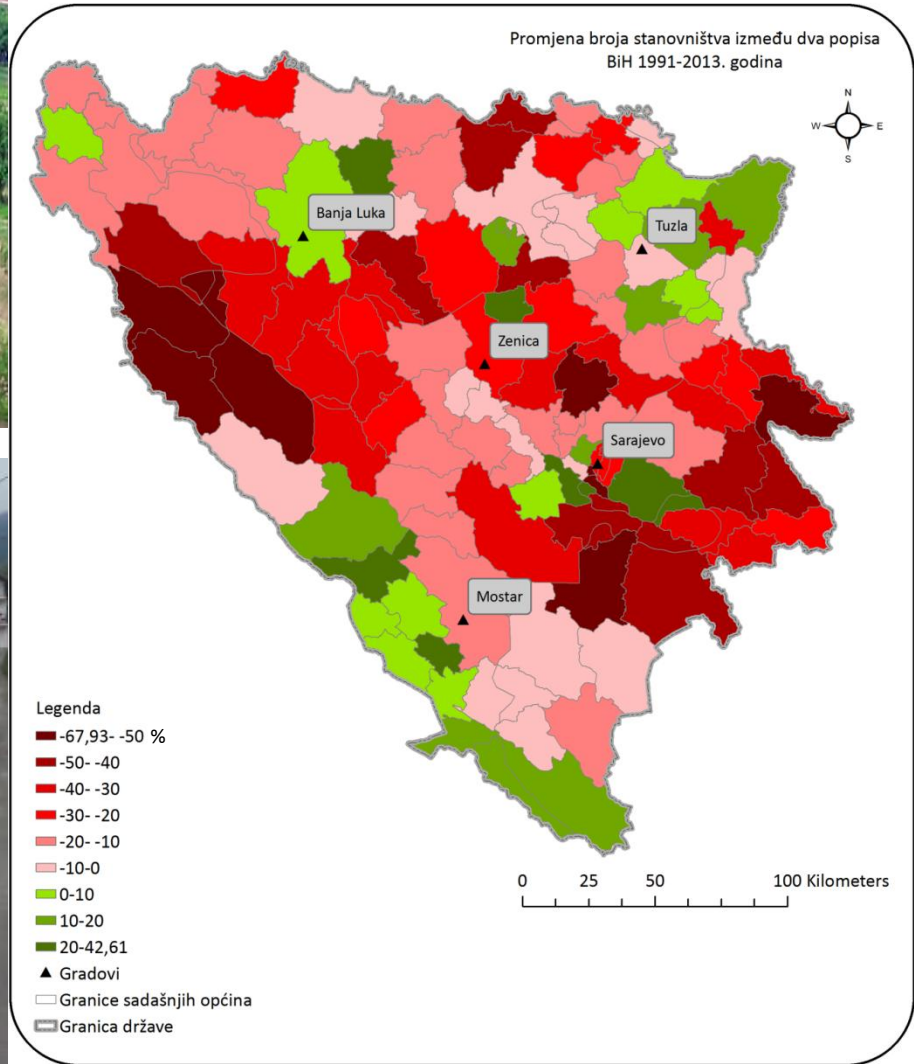 Promjena broja stanovništva između dva popisa
BiH 1991-2013. godina
N
W E
S
Banja Luka
Tuzla
Zenica
Sarajevo
Mostar
Legenda
-67,93- -50 %
-50- -40
-40- -30
-30- -20
-20- -10
-10-0
0-10
10-20
20-42,61
Gradovi
Granice sadašnjih općina
Granica države
0 25 50 100 Kilometers